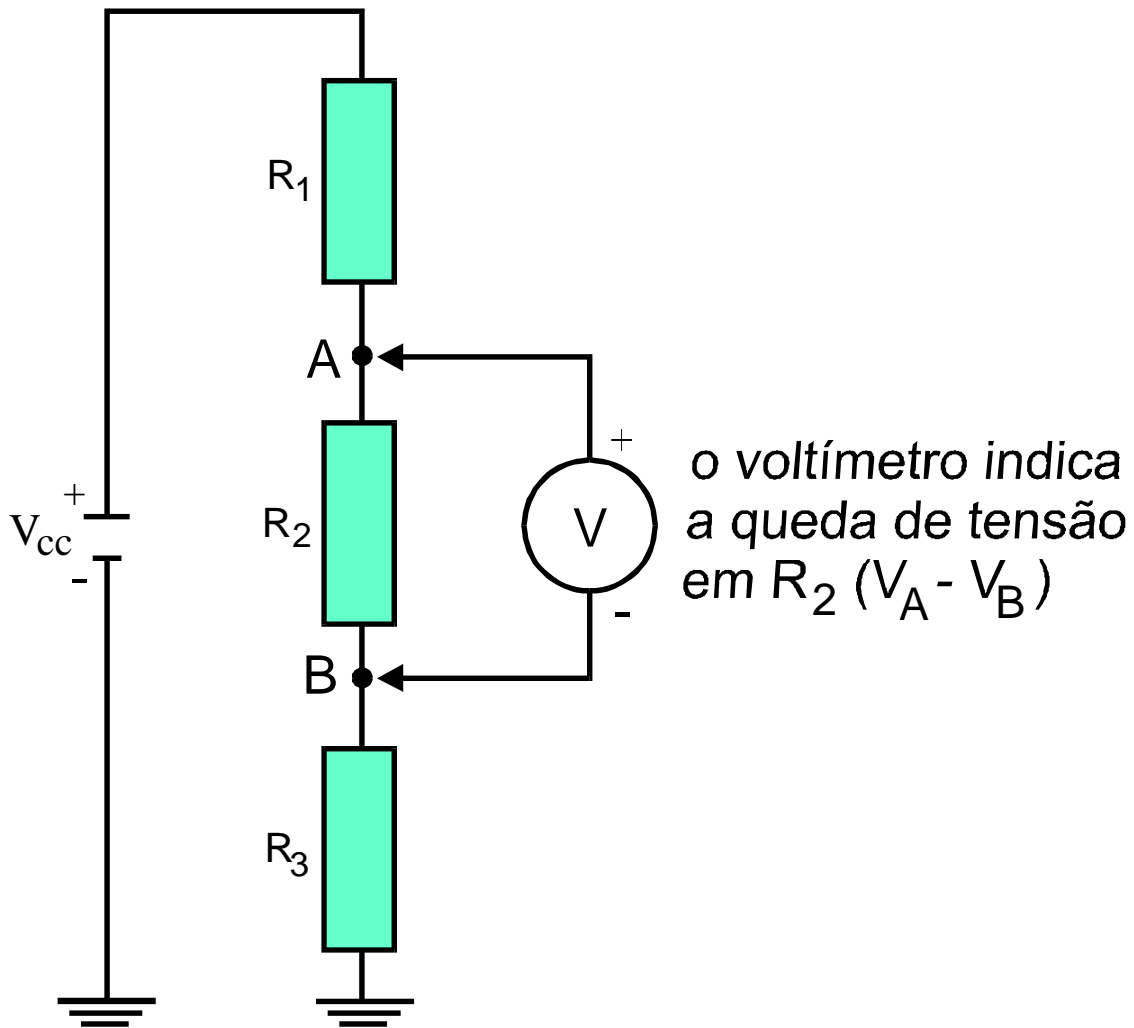 R1
A
+
+
o voltímetro indica
Vcc
R2
V
a queda de tensão
-
em R2 (VA - VB)
-
B
R3